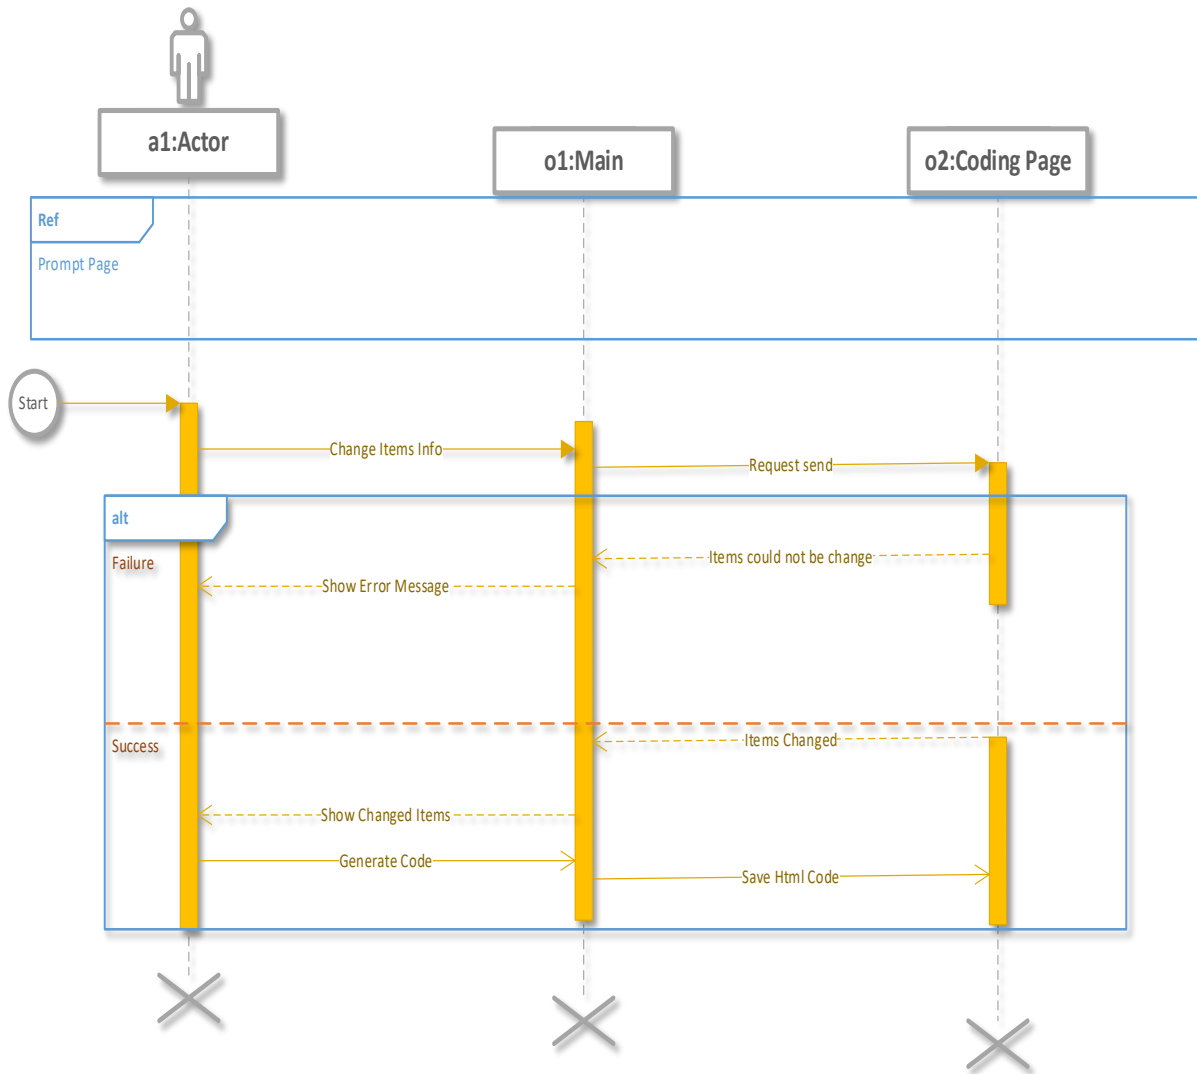 a1:Actor
o1:Main
o2:Coding Page
Ref
Prompt Page
Start
Change Items Info
Request send
alt
Items could not be change
Failure
Show Error Message
Items Changed
Success
Show Changed Items
Generate Code
Save Html Code